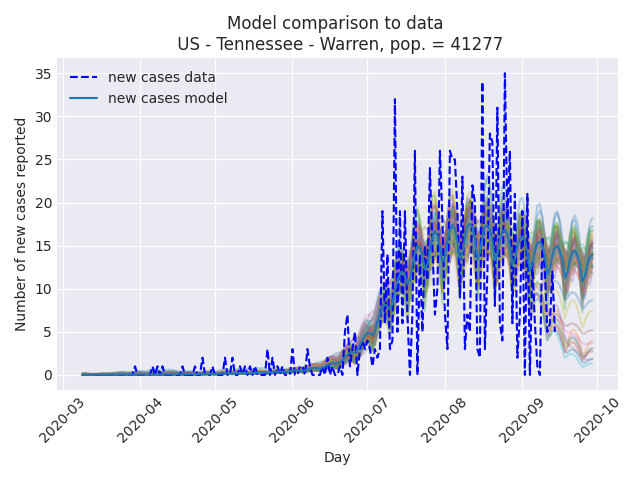 Model comparison to data
US - Tennessee - Warren, pop. = 41277
new cases data
new cases model
Number of new cases reported
35
30
25
20
15
10
5
0
2020-03
2020-04
2020-05
2020-06
2020-07
2020-08
2020-09
2020-10
Day